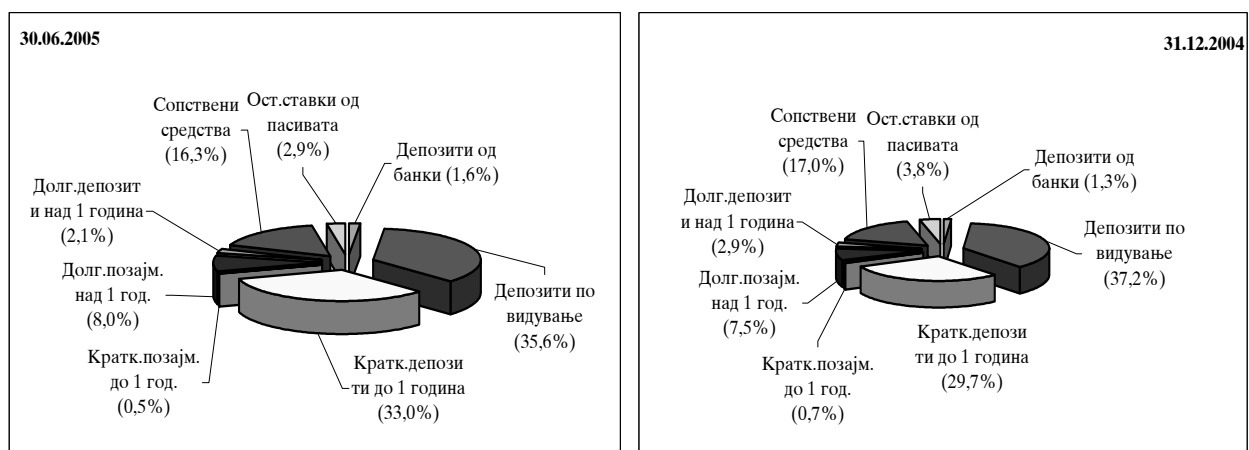 30.06.2005
Сопствени
средства
(16,3%)
Ост.ставки од
пасивата
(2,9%)
Депозити од
банки (1,6%)
Долг.депозит
и над 1 година
(2,1%)
Долг.позајм.
над 1 год.
(8,0%)
Депозити по
видување
(35,6%)
Кратк.позајм.
до 1 год.
(0,5%)
Кратк.депози
ти до 1 година
(33,0%)
31.12.2004
Сопствени
средства
(17,0%)
Ост.ставки од
пасивата
(3,8%)
Депозити од
банки (1,3%)
Долг.депозит
и над 1 година
(2,9%)
Депозити по
видување
(37,2%)
Долг.позајм.
над 1 год.
(7,5%)
Кратк.позајм.
до 1 год.
(0,7%)
Кратк.депози
ти до 1 година
(29,7%)